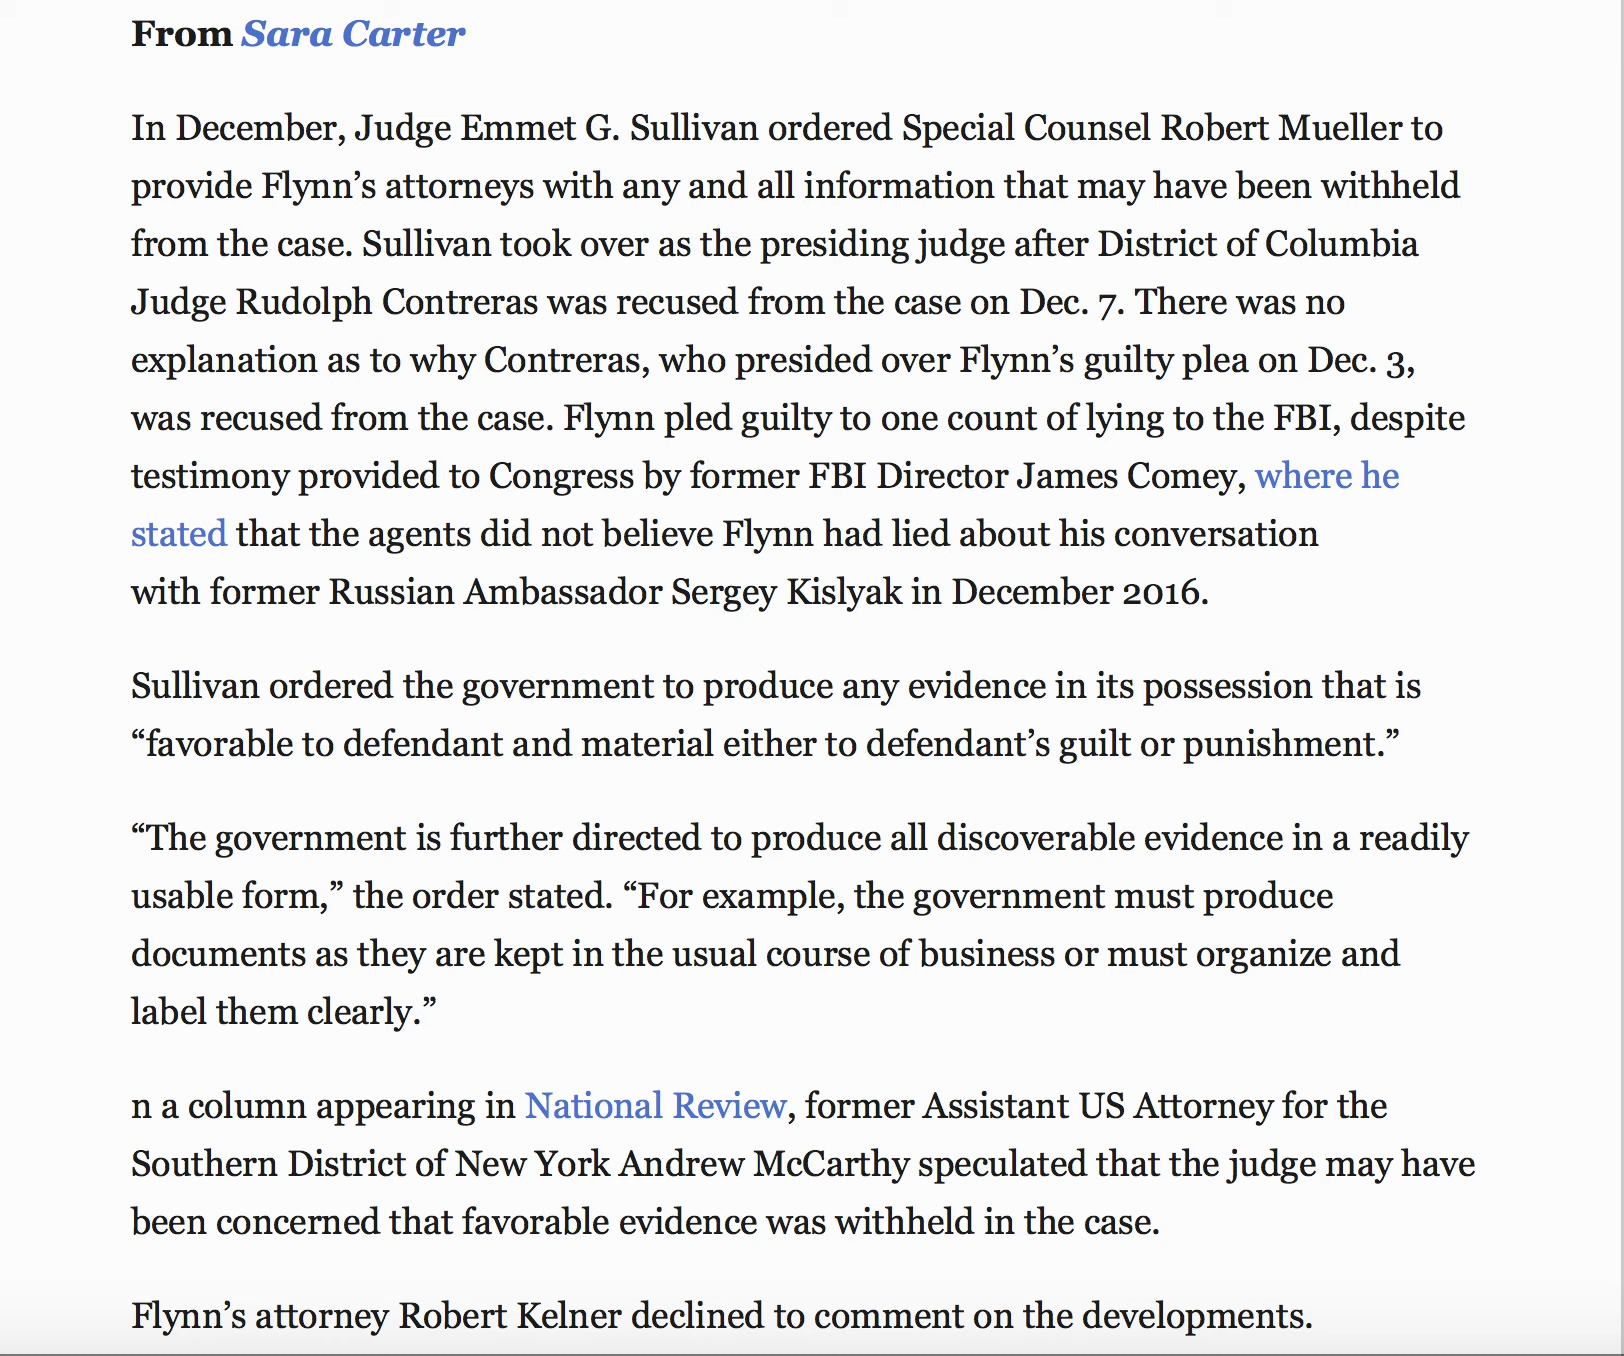 From Sara Carter
In December, Judge Emmet G. Sullivan ordered Special Counsel Robert Mueller to
provide Flynn’s attorneys with any and all information that may have been withheld
from the case. Sullivan took over as the presiding judge after District of Columbia
Judge Rudolph Contreras was recused from the case on Dec. 7. There was no
explanation as to why Contreras, who presided over Flynn’s guilty plea on Dec. 3,
was recused from the case. Flynn pled guilty to one count of lying to the FBI, despite
testimony provided to Congress by former FBI Director James Comey, where he
stated that the agents did not believe Flynn had lied about his conversation
with former Russian Ambassador Sergey Kislyak in December 2016.
Sullivan ordered the government to produce any evidence in its possession that is
“favorable to defendant and material either to defendant’s guilt or punishment.”
“The government is further directed to produce all discoverable evidence in a readily
usable form,” the order stated. “For example, the government must produce
documents as they are kept in the usual course of business or must organize and
label them clearly.”
n a column appearing in National Review, former Assistant US Attorney for the
Southern District of New York Andrew McCarthy speculated that the judge may have
been concerned that favorable evidence was withheld in the case.
Flynn’s attorney Robert Kelner declined to comment on the developments.